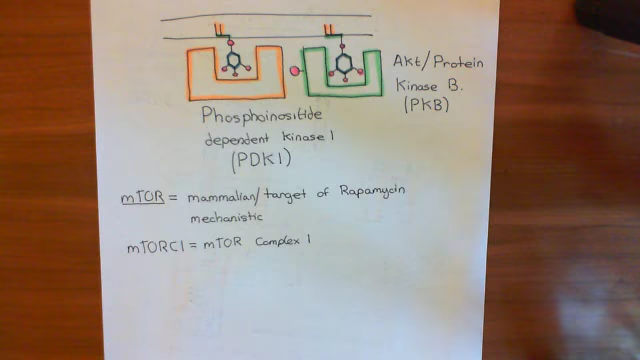 Akt/Protein
Kinase B.
(PKB)
Phosphoinositide
dependent kinase 1
(PDK1)
mTOR = mammalian/target of Rapamycin
mechanistic
mTORC1 = mTOR Complex 1